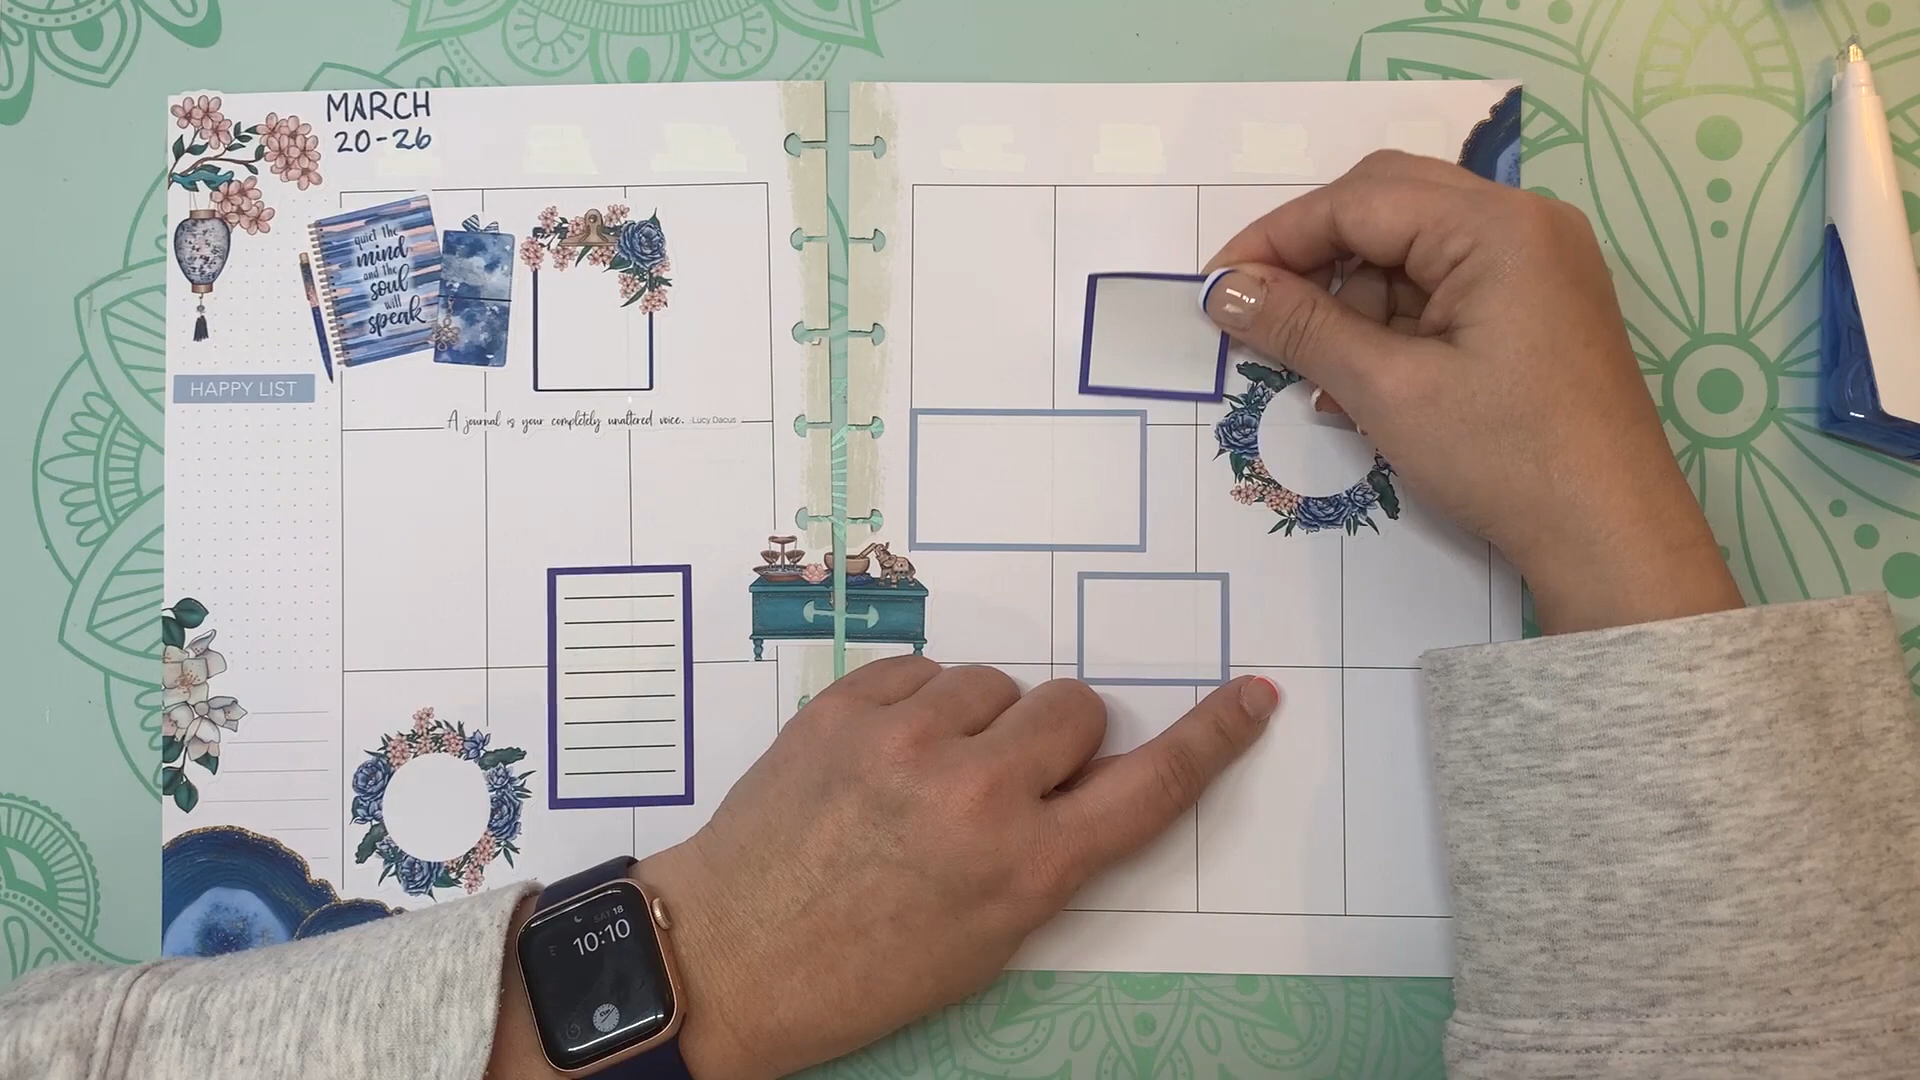 MARCH
20-26
quiet the
mind
and the
soul
will
speak
HAPPY LIST
A journal is your completely unaltered voice. -Lucy Dacus
SAT 18
10:10